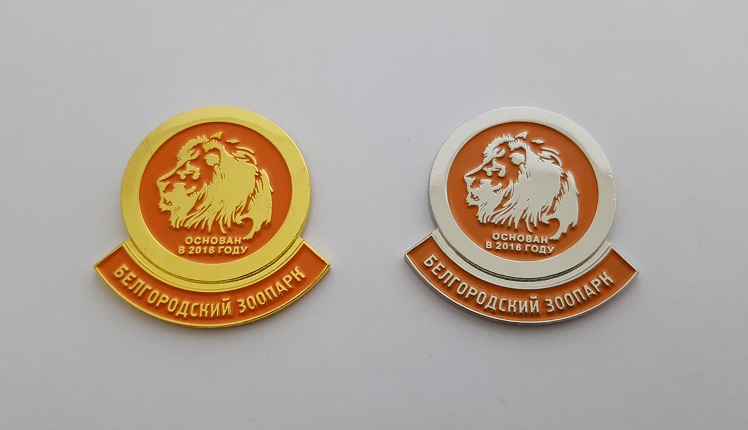 ОСНОВАН
В 2016 ГОДУ
БЕЛГОРОДСКИЙ ЗООПАРК
ОСНОВАН
В 2016 ГОДУ
БЕЛГОРОДСКИЙ ЗООПАРК